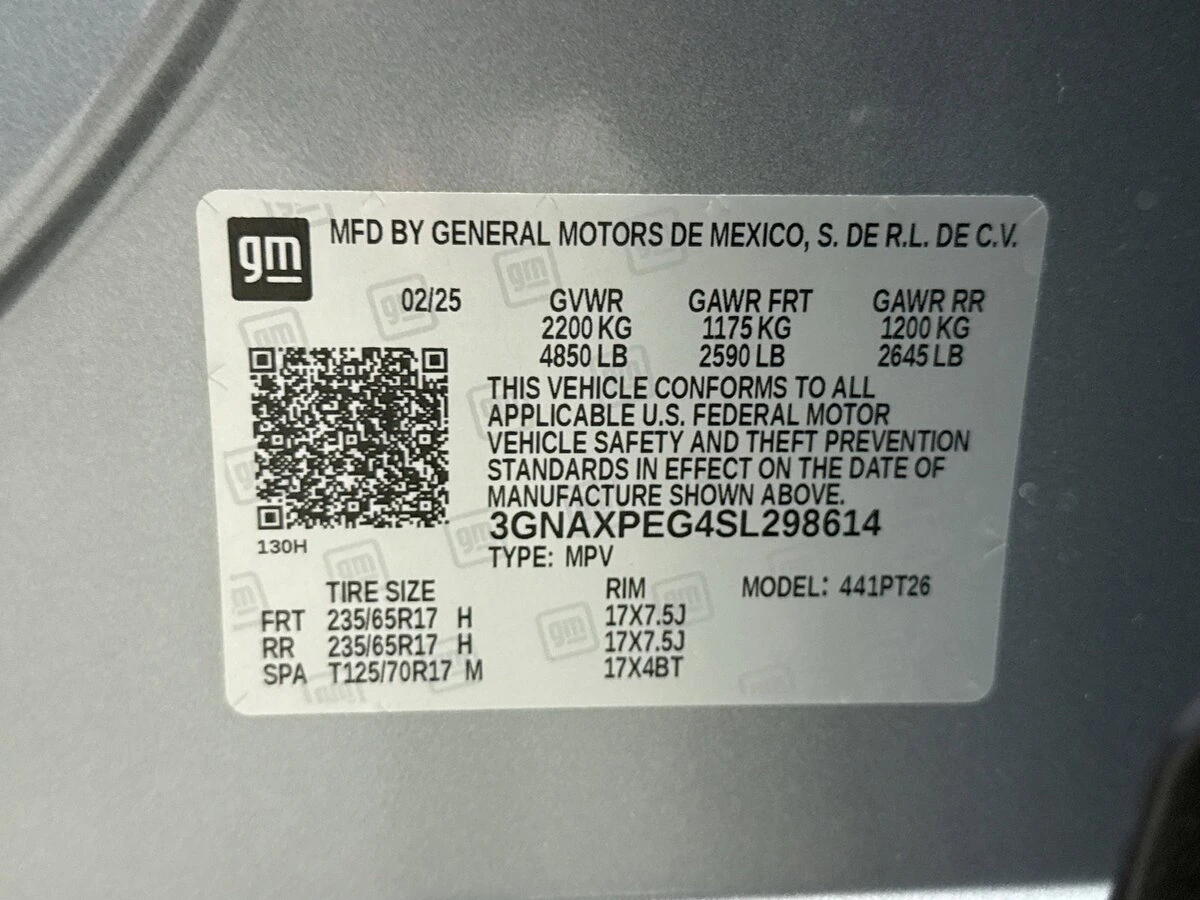 gm MFD BY GENERAL MOTORS DE MEXICO, S. DE R.L. DE C.V.
02/25 GVWR GAWR FRT GAWR RR
2200 KG 1175 KG 1200 KG
4850 LB 2590 LB 2645 LB
THIS VEHICLE CONFORMS TO ALL
APPLICABLE U.S. FEDERAL MOTOR
VEHICLE SAFETY AND THEFT PREVENTION
STANDARDS IN EFFECT ON THE DATE OF
MANUFACTURE SHOWN ABOVE.
3GNAXPEG4SL298614
130H
TYPE: MPV
TIRE SIZE RIM MODEL: 441PT26
FRT 235/65R17 H 17X7.5J
RR 235/65R17 H 17X7.5J
SPA T125/70R17 M 17X4BT